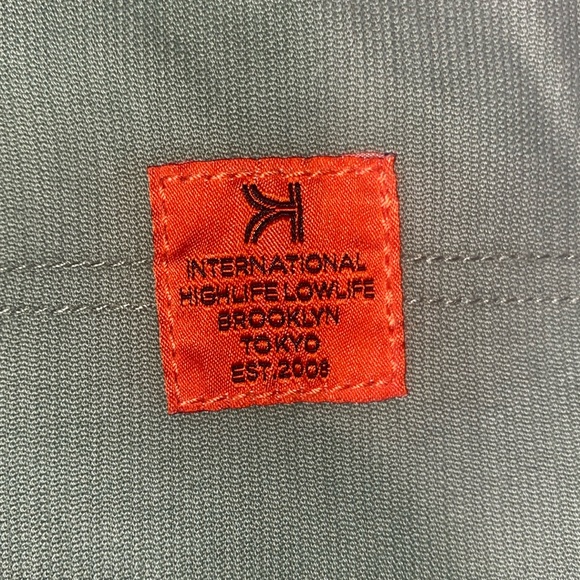 INTERNATIONAL
HIGHLIFE LOWLIFE
BROOKLYN
TOKYO
EST/2008